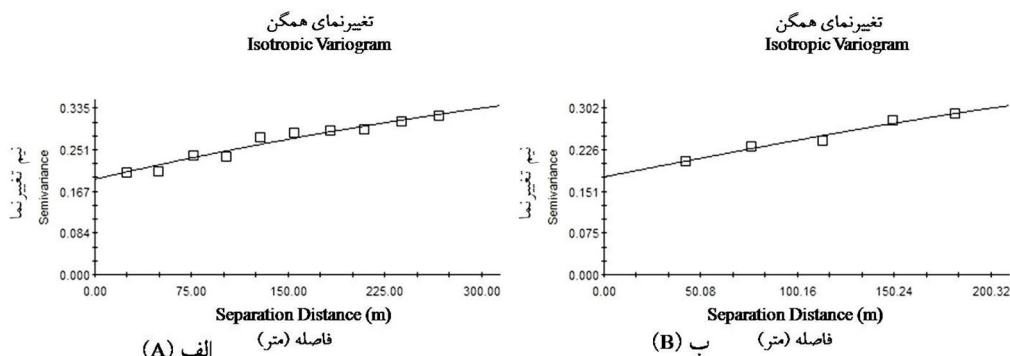 تغییرنمای همگن
Isotropic Variogram
نیم تغییرنما
Semivariance
0.335
0.251
0.167
0.084
0.000
0.00 75.00 150.00 225.00 300.00
Separation Distance (m)
فاصله (متر)
الف (A)
تغییرنمای همگن
Isotropic Variogram
نیم تغییرنما
Semivariance
0.302
0.226
0.151
0.075
0.000
0.00 50.08 100.16 150.24 200.32
Separation Distance (m)
فاصله (متر)
ب (B)